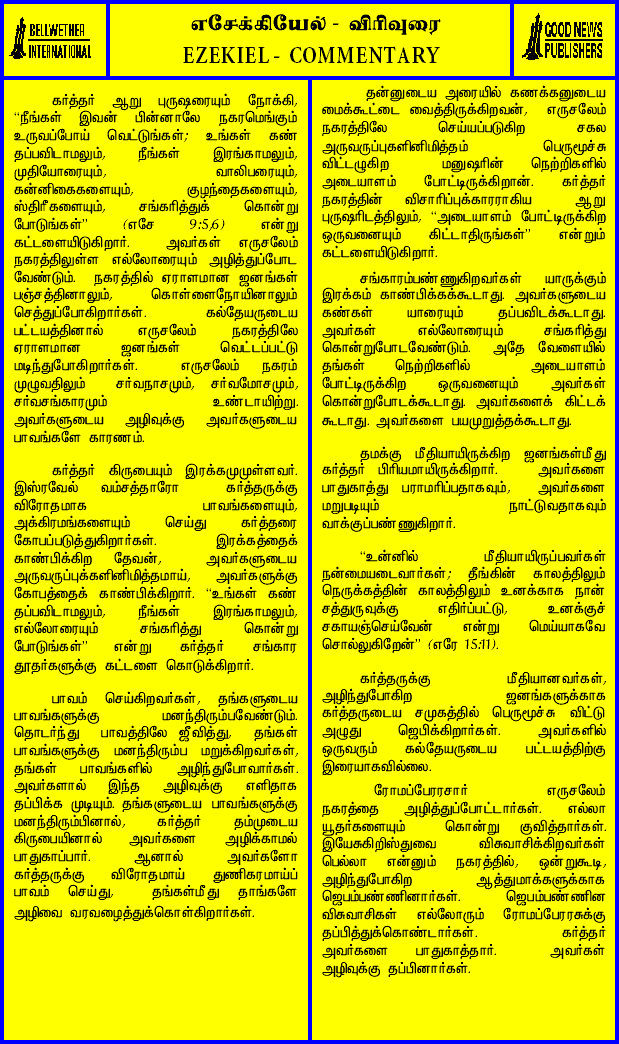 BELLWETHER
INTERNATIONAL
எசேக்கியேல் - விரிவுரை
EZEKIEL - COMMENTARY
GOOD NEWS
PUBLISHERS
கர்த்தர் ஆறு புருஷரையும் நோக்கி,
“நீங்கள் இவன் பின்னாலே நகரமெங்கும்
உருவப்போய் வெட்டுங்கள்; உங்கள் கண்
தப்பவிடாமலும், நீங்கள் இரங்காமலும்,
முதியோரையும், வாலிபரையும்,
கன்னிகைகளையும், குழந்தைகளையும்,
ஸ்திரீகளையும், சங்கரித்துக் கொன்று
போடுங்கள்” (எசே 9:5,6) என்று
கட்டளையிடுகிறார். அவர்கள் எருசலேம்
நகரத்திலுள்ள எல்லோரையும் அழித்துப்போட
வேண்டும். நகரத்தில் ஏராளமான ஜனங்கள்
பஞ்சத்தினாலும், கொள்ளைநோயினாலும்
செத்துப்போகிறார்கள். கல்தேயருடைய
பட்டயத்தினால் எருசலேம் நகரத்திலே
ஏராளமான ஜனங்கள் வெட்டப்பட்டு
மடிந்துபோகிறார்கள். எருசலேம் நகரம்
முழுவதிலும் சர்வநாசமும், சர்வமோசமும்,
சர்வசங்காரமும் உண்டாயிற்று.
அவர்களுடைய அழிவுக்கு அவர்களுடைய
பாவங்களே காரணம்.
கர்த்தர் கிருபையும் இரக்கமுமுள்ளவர்.
இஸ்ரவேல் வம்சத்தாரோ கர்த்தருக்கு
விரோதமாக பாவங்களையும்,
அக்கிரமங்களையும் செய்து கர்த்தரை
கோபப்படுத்துகிறார்கள். இரக்கத்தைக்
காண்பிக்கிற தேவன், அவர்களுடைய
அருவருப்புக்களினிமித்தமாய், அவர்களுக்கு
கோபத்தைக் காண்பிக்கிறார். “உங்கள் கண்
தப்பவிடாமலும், நீங்கள் இரங்காமலும்,
எல்லோரையும் சங்கரித்து கொன்று
போடுங்கள்” என்று கர்த்தர் சங்கார
தூதர்களுக்கு கட்டளை கொடுக்கிறார்.
பாவம் செய்கிறவர்கள், தங்களுடைய
பாவங்களுக்கு மனந்திரும்பவேண்டும்.
தொடர்ந்து பாவத்திலே ஜீவித்து, தங்கள்
பாவங்களுக்கு மனந்திரும்ப மறுக்கிறவர்கள்,
தங்கள் பாவங்களில் அழிந்துபோவார்கள்.
அவர்களால் இந்த அழிவுக்கு எளிதாக
தப்பிக்க முடியும். தங்களுடைய பாவங்களுக்கு
மனந்திரும்பினால், கர்த்தர் தம்முடைய
கிருபையினால் அவர்களை அழிக்காமல்
பாதுகாப்பார். ஆனால் அவர்களோ
கர்த்தருக்கு விரோதமாய் துணிகரமாய்ப்
பாவம் செய்து, தங்கள்மீது தாங்களே
அழிவை வரவழைத்துக்கொள்கிறார்கள்.
தன்னுடைய அரையில் கணக்கனுடைய
மைக்கூட்டை வைத்திருக்கிறவன், எருசலேம்
நகரத்திலே செய்யப்படுகிற சகல
அருவருப்புகளினிமித்தம் பெருமூச்சு
விட்டழுகிற மனுஷரின் நெற்றிகளில்
அடையாளம் போட்டிருக்கிறான். கர்த்தர்
நகரத்தின் விசாரிப்புக்காரராகிய ஆறு
புருஷரிடத்திலும், “அடையாளம் போட்டிருக்கிற
ஒருவனையும் கிட்டாதிருங்கள்” என்றும்
கட்டளையிடுகிறார்.
சங்காரம்பண்ணுகிறவர்கள் யாருக்கும்
இரக்கம் காண்பிக்கக்கூடாது. அவர்களுடைய
கண்கள் யாரையும் தப்பவிடக்கூடாது.
அவர்கள் எல்லோரையும் சங்கரித்து
கொன்றுபோடவேண்டும். அதே வேளையில்
தங்கள் நெற்றிகளில் அடையாளம்
போட்டிருக்கிற ஒருவனையும் அவர்கள்
கொன்றுபோடக்கூடாது. அவர்களைக் கிட்டக்
கூடாது. அவர்களை பயமுறுத்தக்கூடாது.
தமக்கு மீதியாயிருக்கிற ஜனங்கள்மீது
கர்த்தர் பிரியமாயிருக்கிறார். அவர்களை
பாதுகாத்து பராமரிப்பதாகவும், அவர்களை
மறுபடியும் நாட்டுவதாகவும்
வாக்குப்பண்ணுகிறார்.
“உன்னில் மீதியாயிருப்பவர்கள்
நன்மையடைவார்கள்; தீங்கின் காலத்திலும்
நெருக்கத்தின் காலத்திலும் உனக்காக நான்
சத்துருவுக்கு எதிர்ப்பட்டு, உனக்குச்
சகாயஞ்செய்வேன் என்று மெய்யாகவே
சொல்லுகிறேன்” (எரே 15:11).
கர்த்தருக்கு மீதியானவர்கள்,
அழிந்துபோகிற ஜனங்களுக்காக
கர்த்தருடைய சமுகத்தில் பெருமூச்சு விட்டு
அழுது ஜெபிக்கிறார்கள். அவர்களில்
ஒருவரும் கல்தேயருடைய பட்டயத்திற்கு
இரையாகவில்லை.
ரோமப்பேரரசார் எருசலேம்
நகரத்தை அழித்துப்போட்டார்கள். எல்லா
யூதர்களையும் கொன்று குவித்தார்கள்.
இயேசுகிறிஸ்துவை விசுவாசிக்கிறவர்கள்
பெல்லா என்னும் நகரத்தில், ஒன்றுகூடி,
அழிந்துபோகிற ஆத்துமாக்களுக்காக
ஜெபம்பண்ணினார்கள். ஜெபம்பண்ணின
விசுவாசிகள் எல்லோரும் ரோமப்பேரரசுக்கு
தப்பித்துக்கொண்டார்கள். கர்த்தர்
அவர்களை பாதுகாத்தார். அவர்கள்
அழிவுக்கு தப்பினார்கள்.